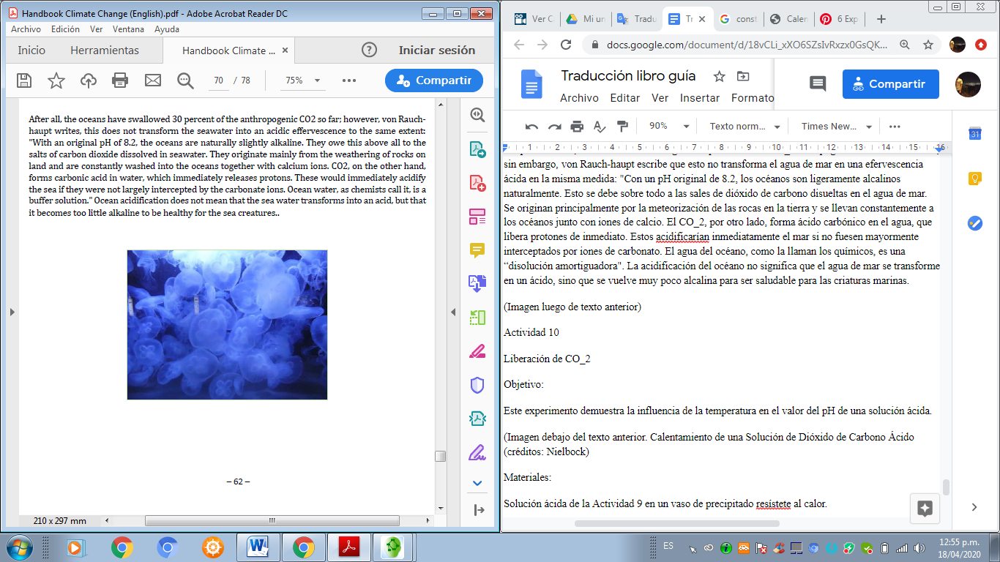 Handbook Climate Change (English).pdf - Adobe Acrobat Reader DC
Archivo Edición Ver Ventana Ayuda
Inicio Herramientas Handbook Climate ... × Iniciar sesión
70 / 78 75% Compartir
After all, the oceans have swallowed 30 percent of the anthropogenic CO2 so far; however, von Rauch-
haupt writes, this does not transform the seawater into an acidic effervescence to the same extent:
"With an original pH of 8.2, the oceans are naturally slightly alkaline. They owe this above all to the
salts of carbon dioxide dissolved in seawater. They originate mainly from the weathering of rocks on
land and are constantly washed into the oceans together with calcium ions. CO2, on the other hand,
forms carbonic acid in water, which immediately releases protons. These would immediately acidify
the sea if they were not largely intercepted by the carbonate ions. Ocean water, as chemists call it, is a
buffer solution." Ocean acidification does not mean that the sea water transforms into an acid, but that
it becomes too little alkaline to be healthy for the sea creatures..
– 62 –
210 x 297 mm
Ver C Mi un Tradu Tr G const Calen 6 Exp
docs.google.com/document/d/18vCLi_xXO6SZsIvRxzx0GsQK...
Traducción libro guía
Archivo Editar Ver Insertar Formato
Compartir
90% Texto norm... Times New...
1 2 3 4 5 6 7 8 9 10 11 12 13 14 15 16
31
sin embargo, von Rauch-haupt escribe que esto no transforma el agua de mar en una efervescencia
ácida en la misma medida: "Con un pH original de 8.2, los océanos son ligeramente alcalinos
naturalmente. Esto se debe sobre todo a las sales de dióxido de carbono disueltas en el agua de mar.
Se originan principalmente por la meteorización de las rocas en la tierra y se llevan constantemente a
los océanos junto con iones de calcio. El CO_2, por otro lado, forma ácido carbónico en el agua, que
libera protones de inmediato. Estos acidificarían inmediatamente el mar si no fuesen mayormente
interceptados por iones de carbonato. El agua del océano, como la llaman los químicos, es una
“disolución amortiguadora". La acidificación del océano no significa que el agua de mar se transforme
en un ácido, sino que se vuelve muy poco alcalina para ser saludable para las criaturas marinas.
(Imagen luego de texto anterior)
Actividad 10
Liberación de CO_2
Objetivo:
Este experimento demuestra la influencia de la temperatura en el valor del pH de una solución ácida.
(Imagen debajo del texto anterior. Calentamiento de una Solución de Dióxido de Carbono Ácido
(créditos: Nielbock)
Materiales:
Solución ácida de la Actividad 9 en un vaso de precipitado resístete al calor.
ES
12:55 p.m.
18/04/2020